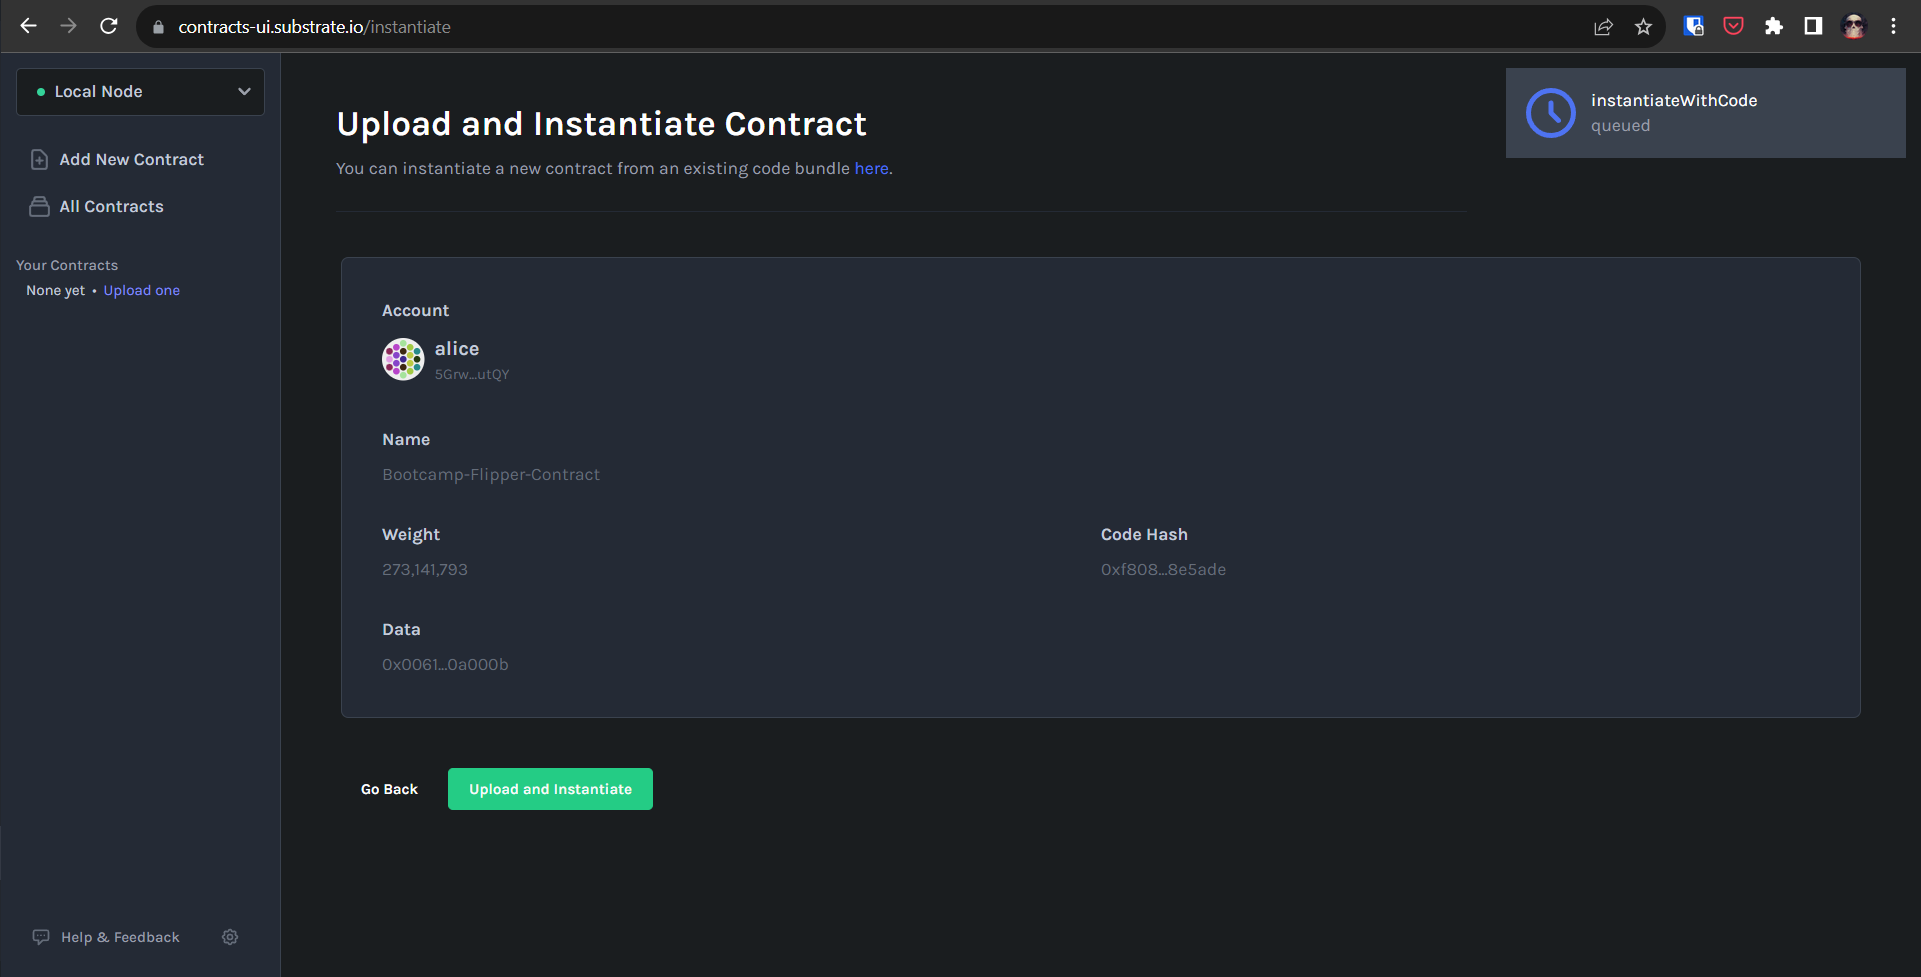 contracts-ui.substrate.io/instantiate
Local Node
Add New Contract
All Contracts
Your Contracts
None yet • Upload one
Help & Feedback
Upload and Instantiate Contract
You can instantiate a new contract from an existing code bundle here.
instantiateWithCode
queued
Account
alice
5Grw...utQY
Name
Bootcamp-Flipper-Contract
Weight
273,141,793
Code Hash
0xf808...8e5ade
Data
0x0061...0a000b
Go Back
Upload and Instantiate